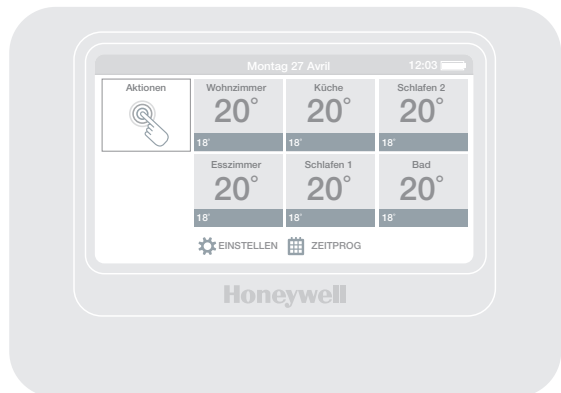 Montag 27 Avril 12:03
Aktionen Wohnzimmer Küche Schlafen 2
20° 20° 20°
18° 18° 18°
Esszimmer Schlafen 1 Bad
20° 20° 20°
18° 18° 18°
EINSTELLEN ZEITPROG
Honeywell